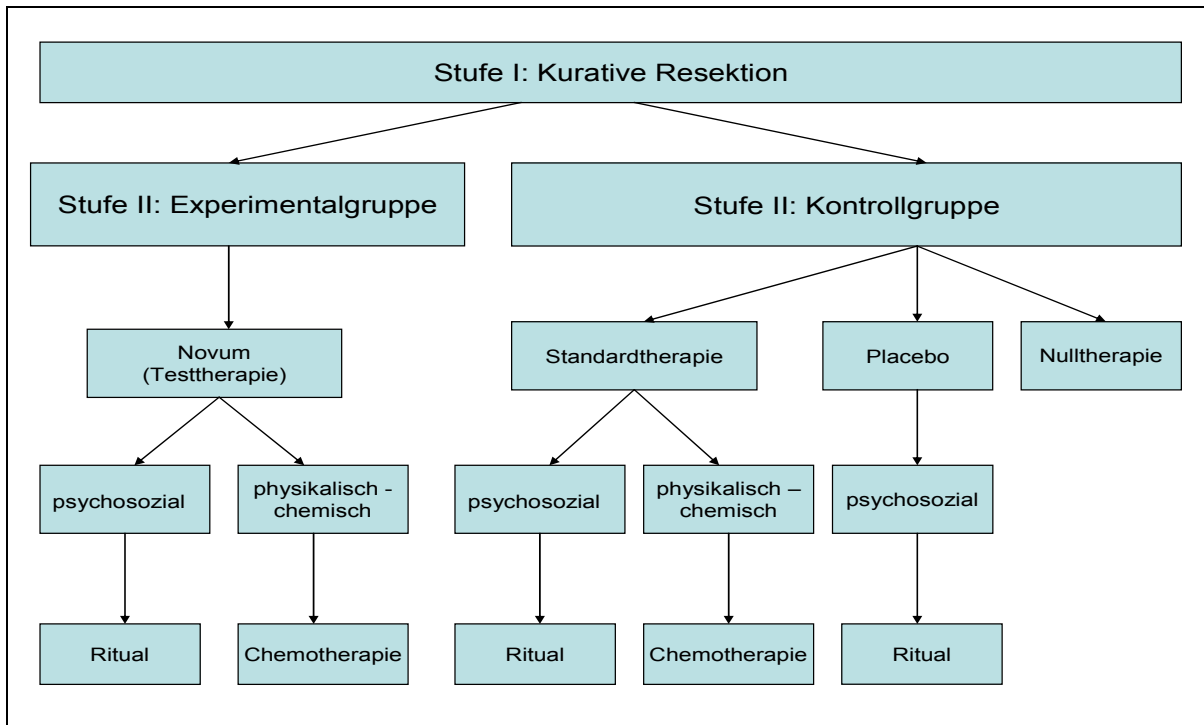 Stufe I: Kurative Resektion
Stufe II: Experimentalgruppe
Stufe II: Kontrollgruppe
Novum
(Testtherapie)
Standardtherapie
Placebo
Nulltherapie
psychosozial
physikalisch -
chemisch
psychosozial
physikalisch –
chemisch
psychosozial
Ritual
Chemotherapie
Ritual
Chemotherapie
Ritual